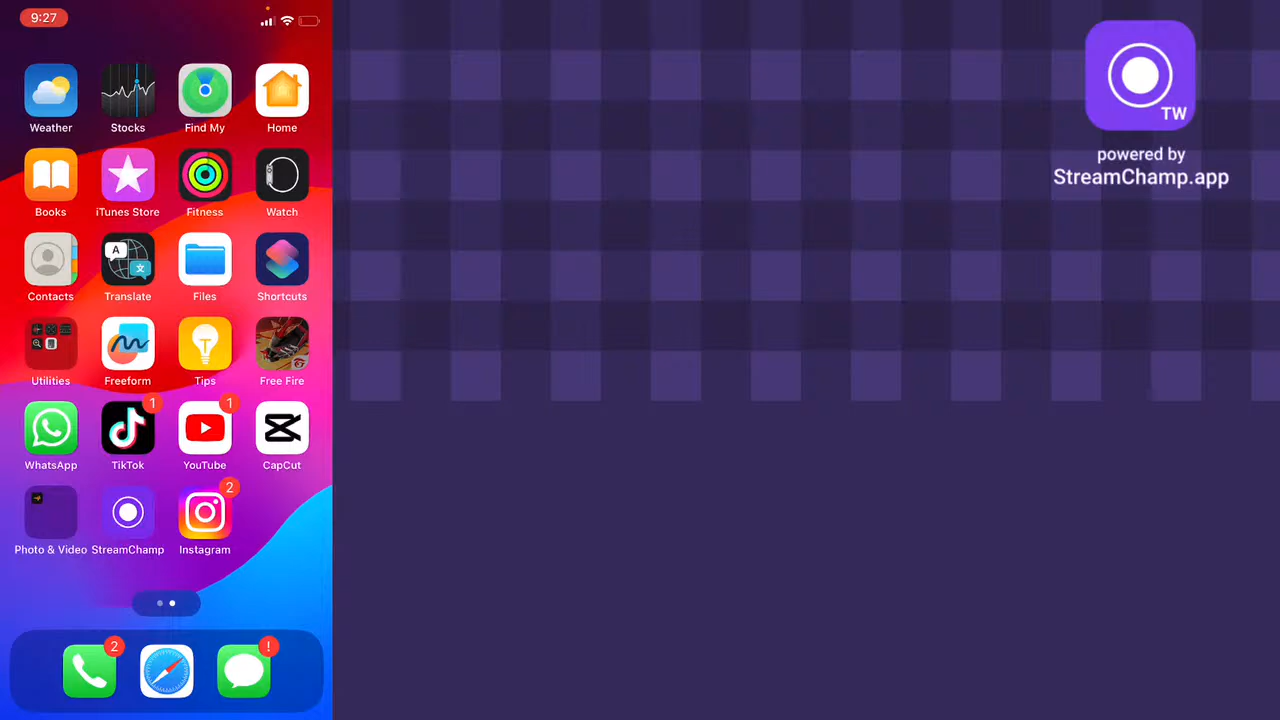 9:27
Weather Stocks Find My Home
Books iTunes Store Fitness Watch
A
文
Contacts Translate Files Shortcuts
Utilities Freeform Tips Free Fire
1 1
WhatsApp TikTok YouTube CapCut
2
Photo & Video StreamChamp Instagram
2 !
TW
powered by
StreamChamp.app